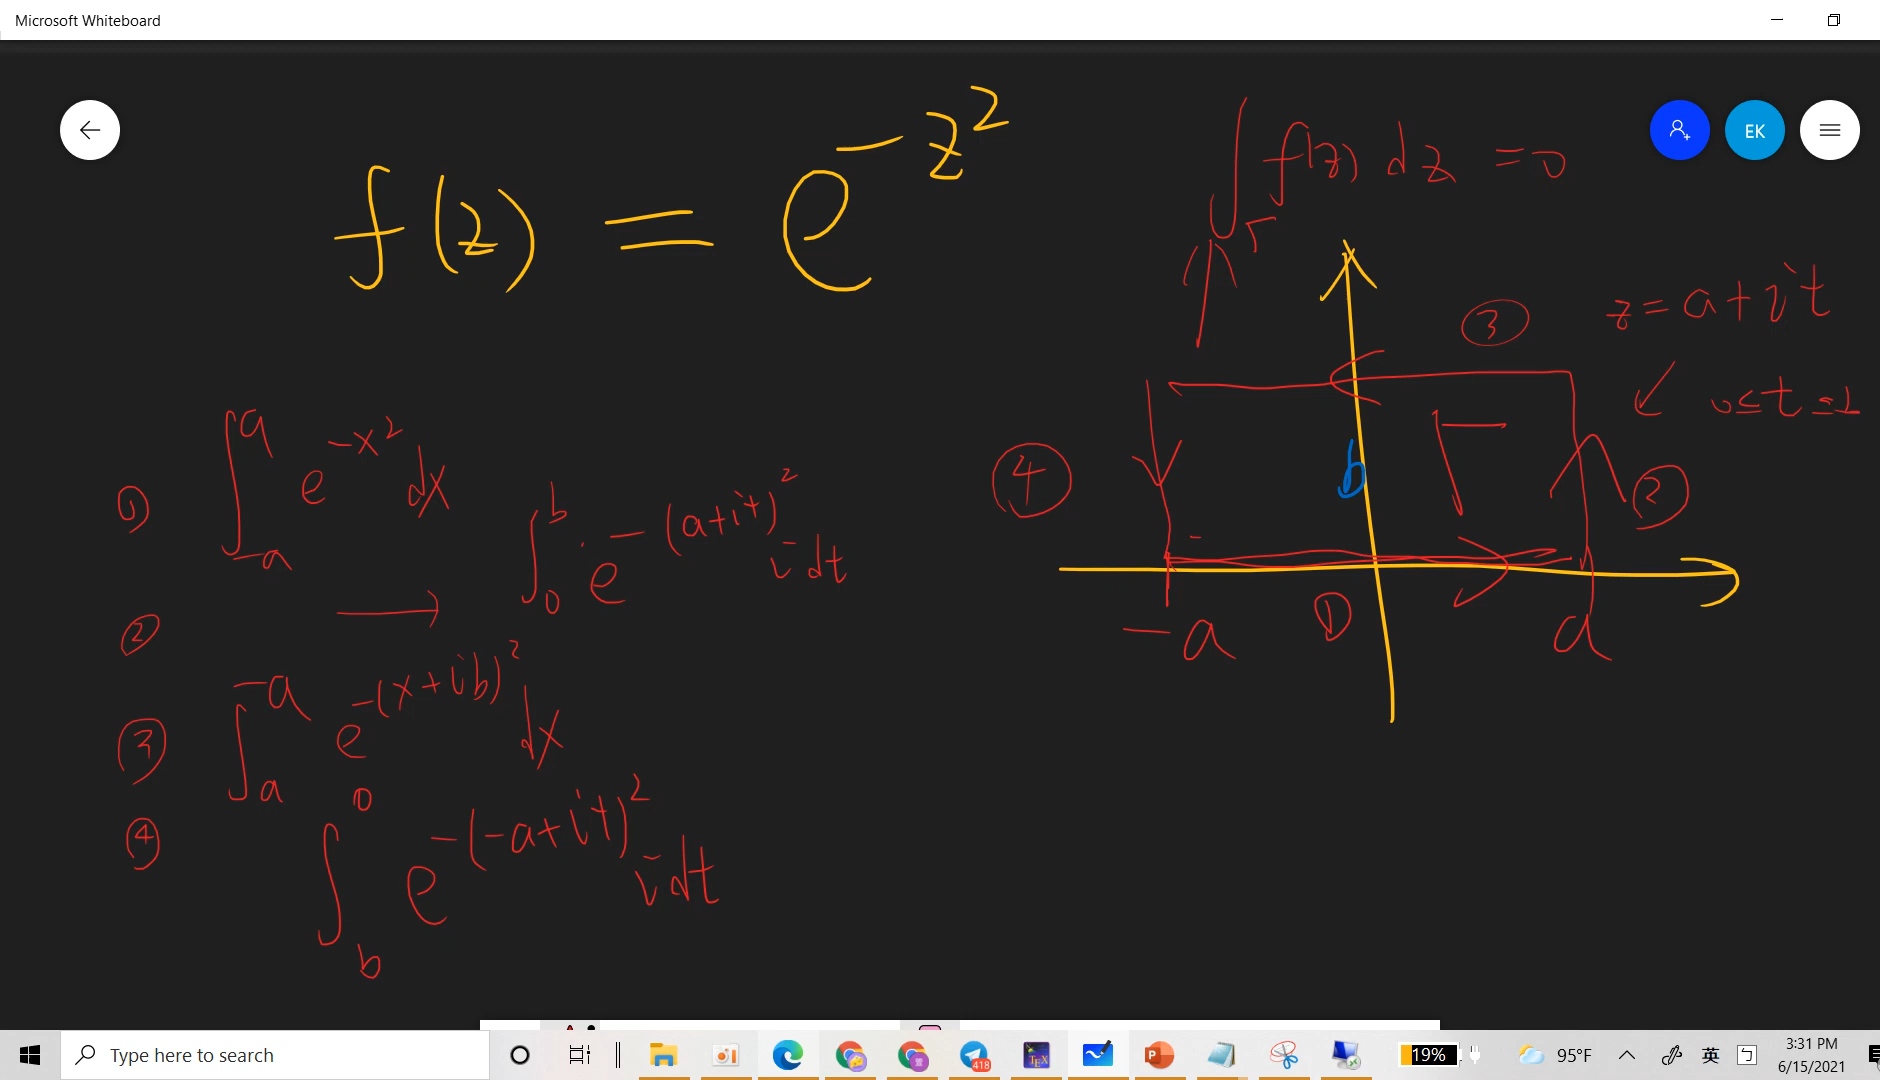 Microsoft Whiteboard
f(z) = e^{-z^2}
∫_Γ f(z) dz = 0
EK
z = a + it
0 ≤ t ≤ 1
③
Γ
b
④
②
-a
①
a
① ∫_{-a}^{a} e^{-x^2} dx
② → ∫_0^b e^{-(a+it)^2} i dt
③ ∫_a^{-a} e^{-(x+ib)^2} dx
④ ∫_b^0 e^{-(-a+it)^2} i dt
Type here to search
418
TEX
P
19%
95°F
英
3:31 PM
6/15/2021